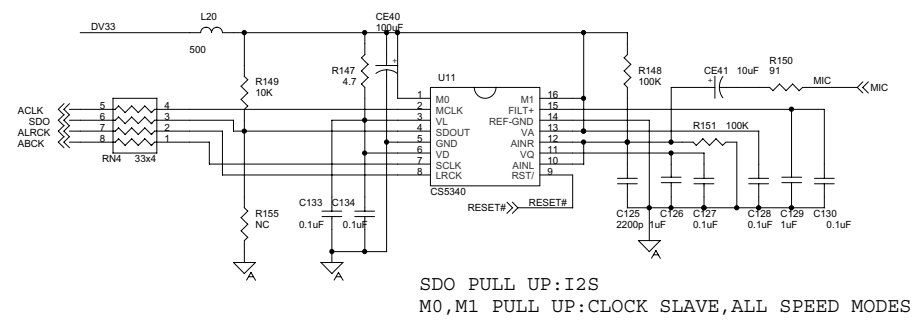 DV33
L20
500
CE40
100uF
R149
10K
R147
4.7
U11
R148
100K
CE41
10uF
R150
91
MIC
MIC
ACLK
SDO
ALRCK
ABCK
5
6
7
8
4
3
2
1
RN4
33x4
1
2
3
4
5
6
7
8
M0
MCLK
VL
SDOUT
GND
VD
SCLK
LRCK
M1
FILT+
REF-GND
VA
AINR
VQ
AINL
RST/
16
15
14
13
12
11
10
9
CS5340
R151
100K
RESET#
RESET#
R155
NC
C133
0.1uF
C134
0.1uF
C125
2200p
C126
1uF
C127
0.1uF
C128
0.1uF
C129
1uF
C130
0.1uF
A
A
A
SDO PULL UP:I2S
M0,M1 PULL UP:CLOCK SLAVE,ALL SPEED MODES